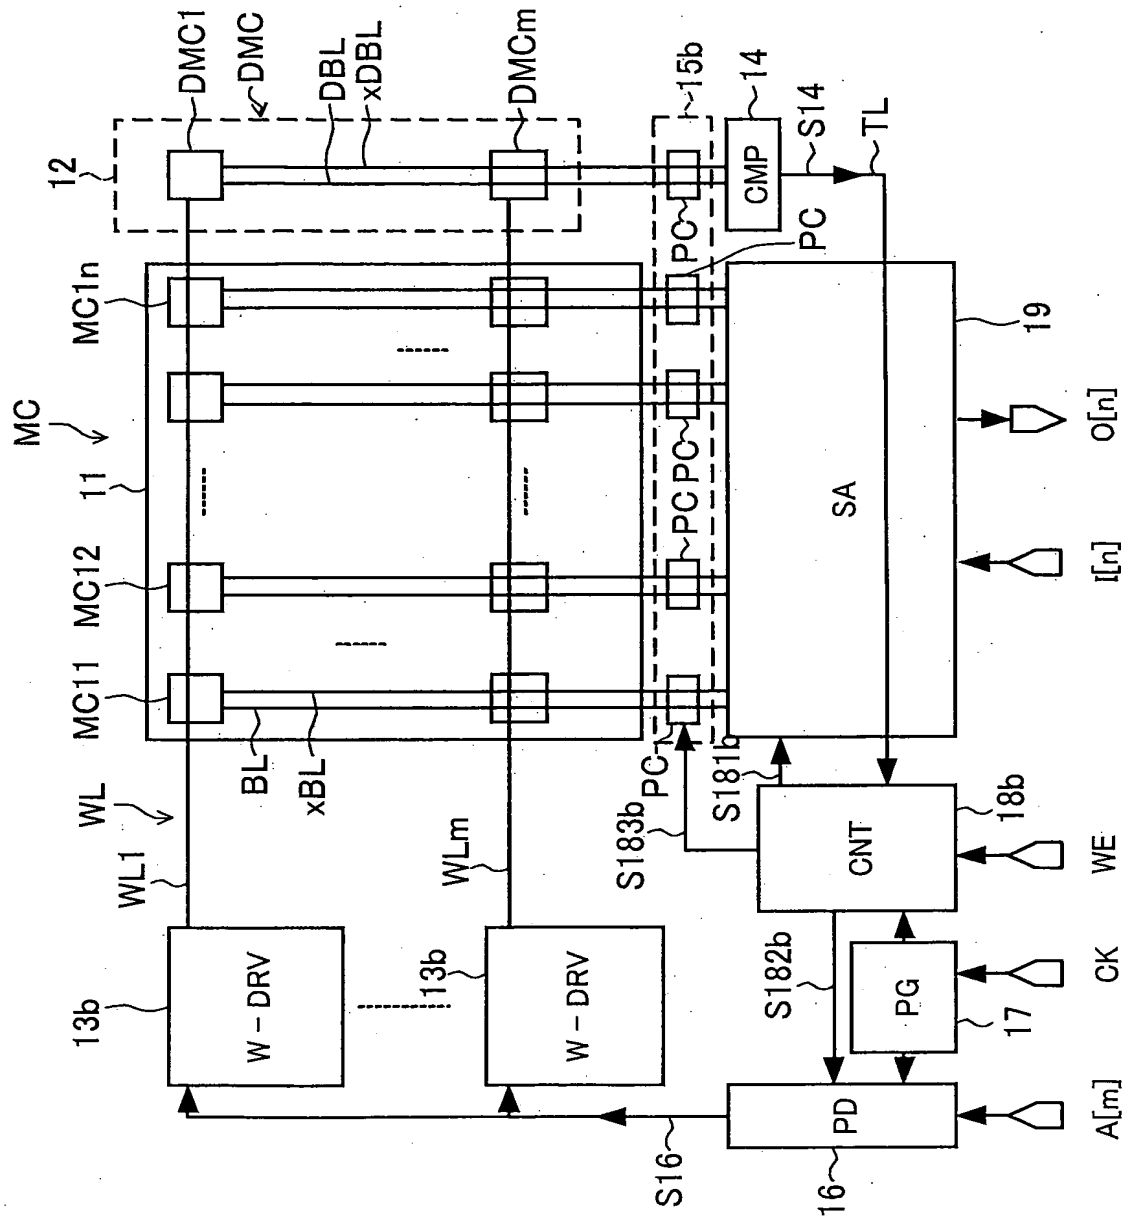 DMC1
DMC
DBL
xDBL
DMCm
15b
14
S14
TL
12
CMP
PC
PC
MC1n
MC
11
PC
PC
SA
19
O[n]
I[n]
MC12
MC11
BL
xBL
PC
S181b
WL
WL1
WLm
S183b
CNT
18b
WE
13b
W-DRV
13b
W-DRV
S182b
PG
17
CK
S16
PD
16
A[m]